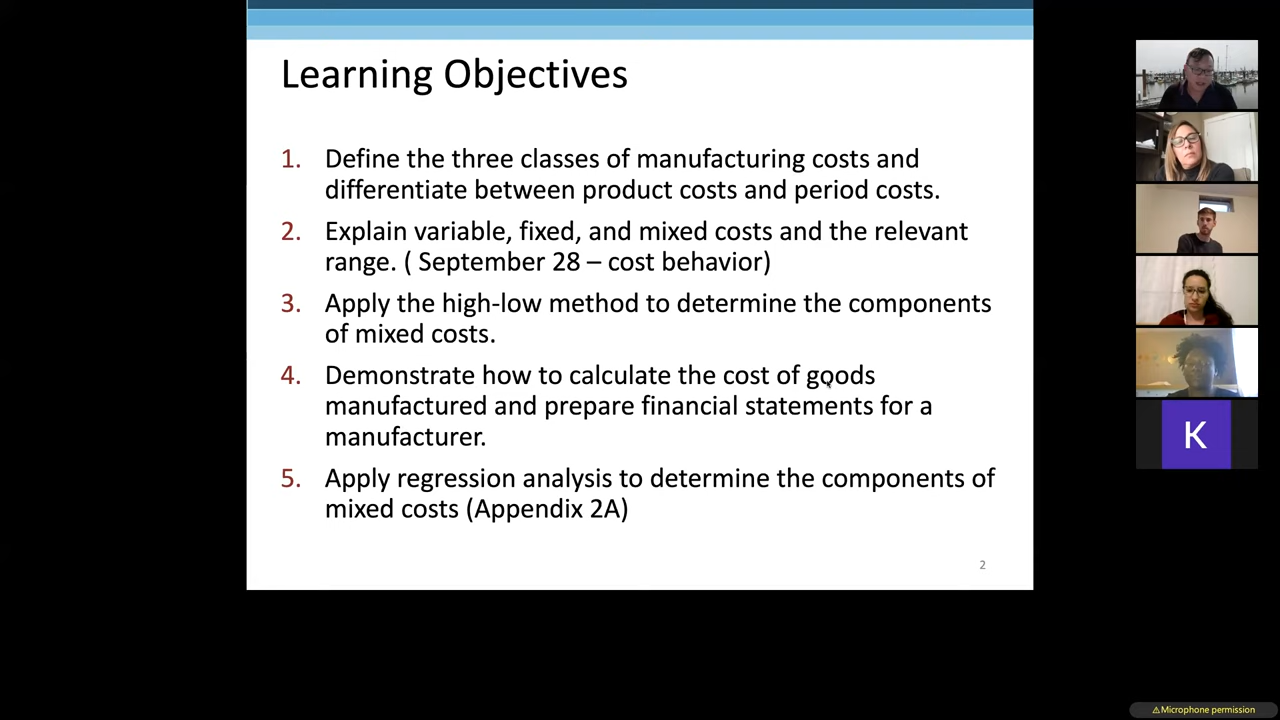 Learning Objectives
1. Define the three classes of manufacturing costs and
differentiate between product costs and period costs.
2. Explain variable, fixed, and mixed costs and the relevant
range. ( September 28 – cost behavior)
3. Apply the high-low method to determine the components
of mixed costs.
4. Demonstrate how to calculate the cost of goods
manufactured and prepare financial statements for a
manufacturer.
5. Apply regression analysis to determine the components of
mixed costs (Appendix 2A)
2
K
⚠Microphone permission